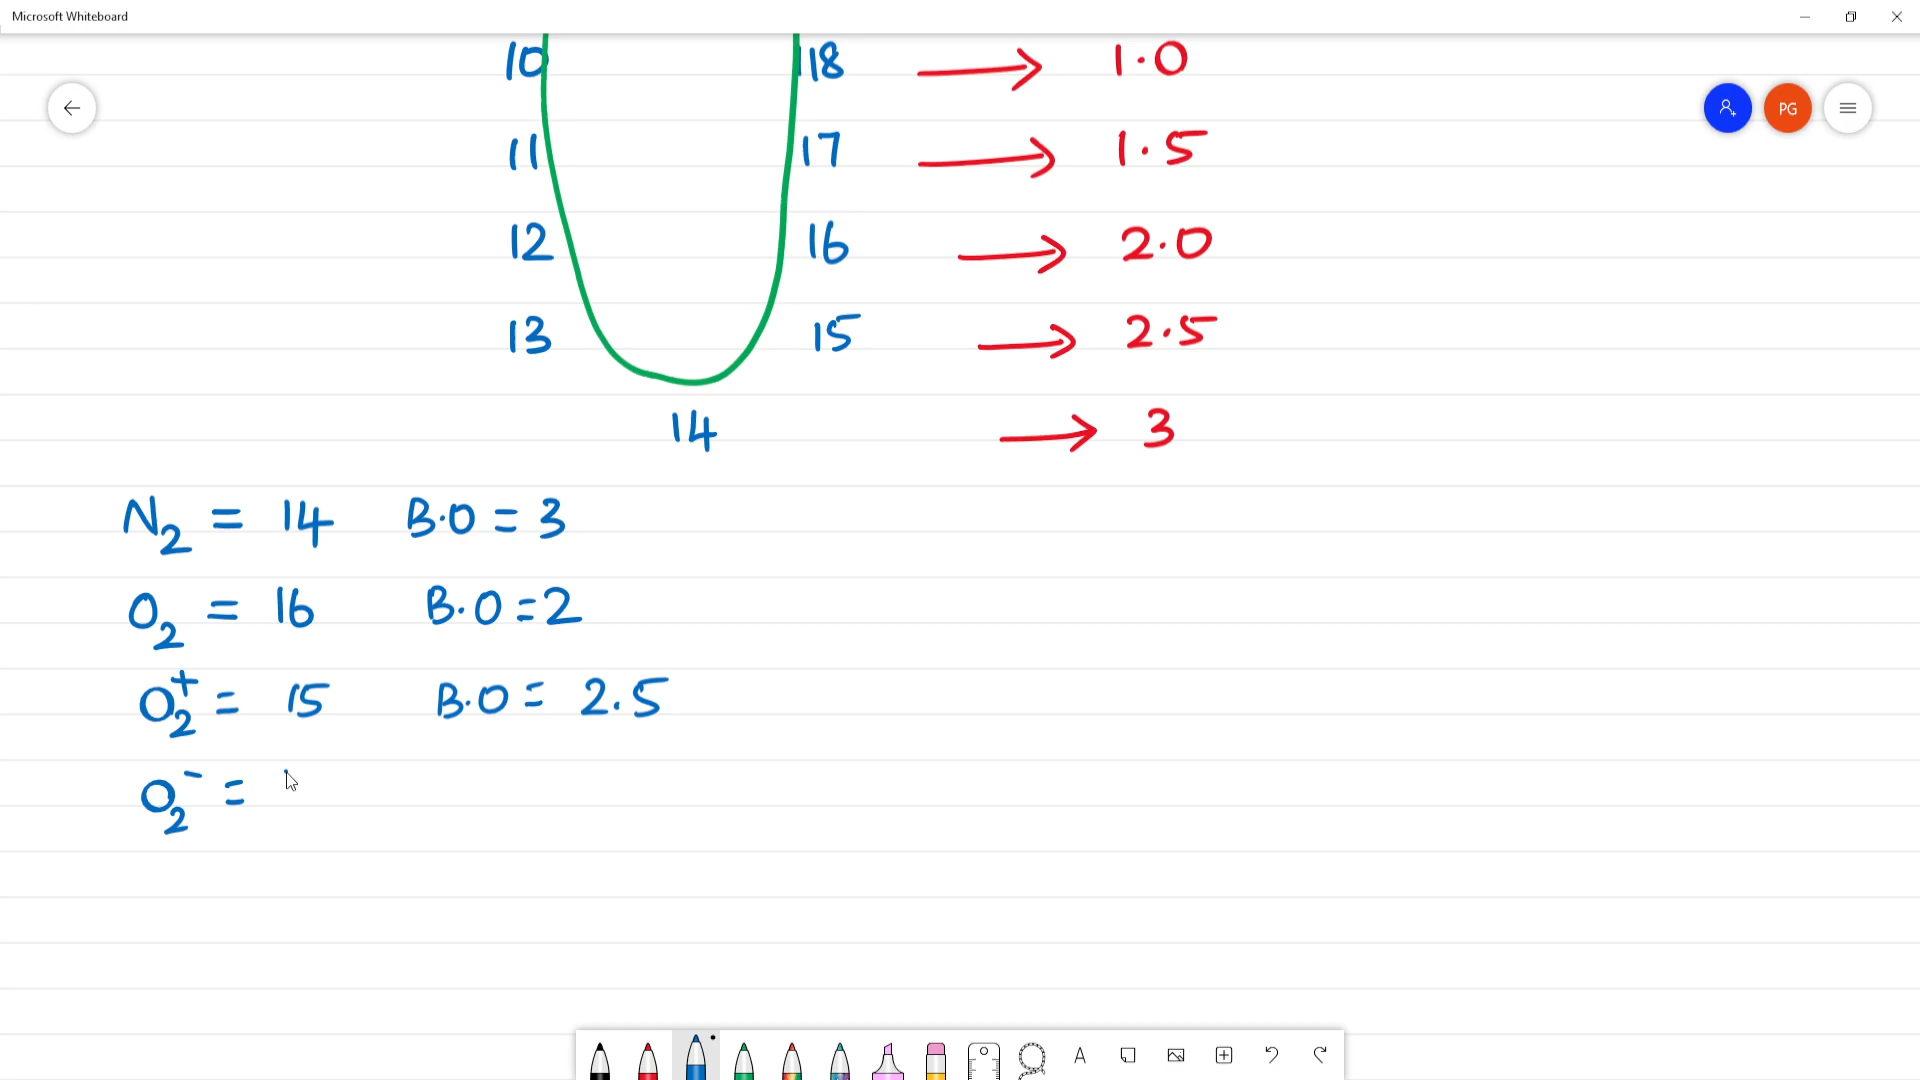 Microsoft Whiteboard
10 18 → 1.0
PG
11 17 → 1.5
12 16 → 2.0
13 15 → 2.5
14 → 3
N₂ = 14 B.O = 3
O₂ = 16 B.O = 2
O₂⁺ = 15 B.O = 2.5
O₂⁻ =
A